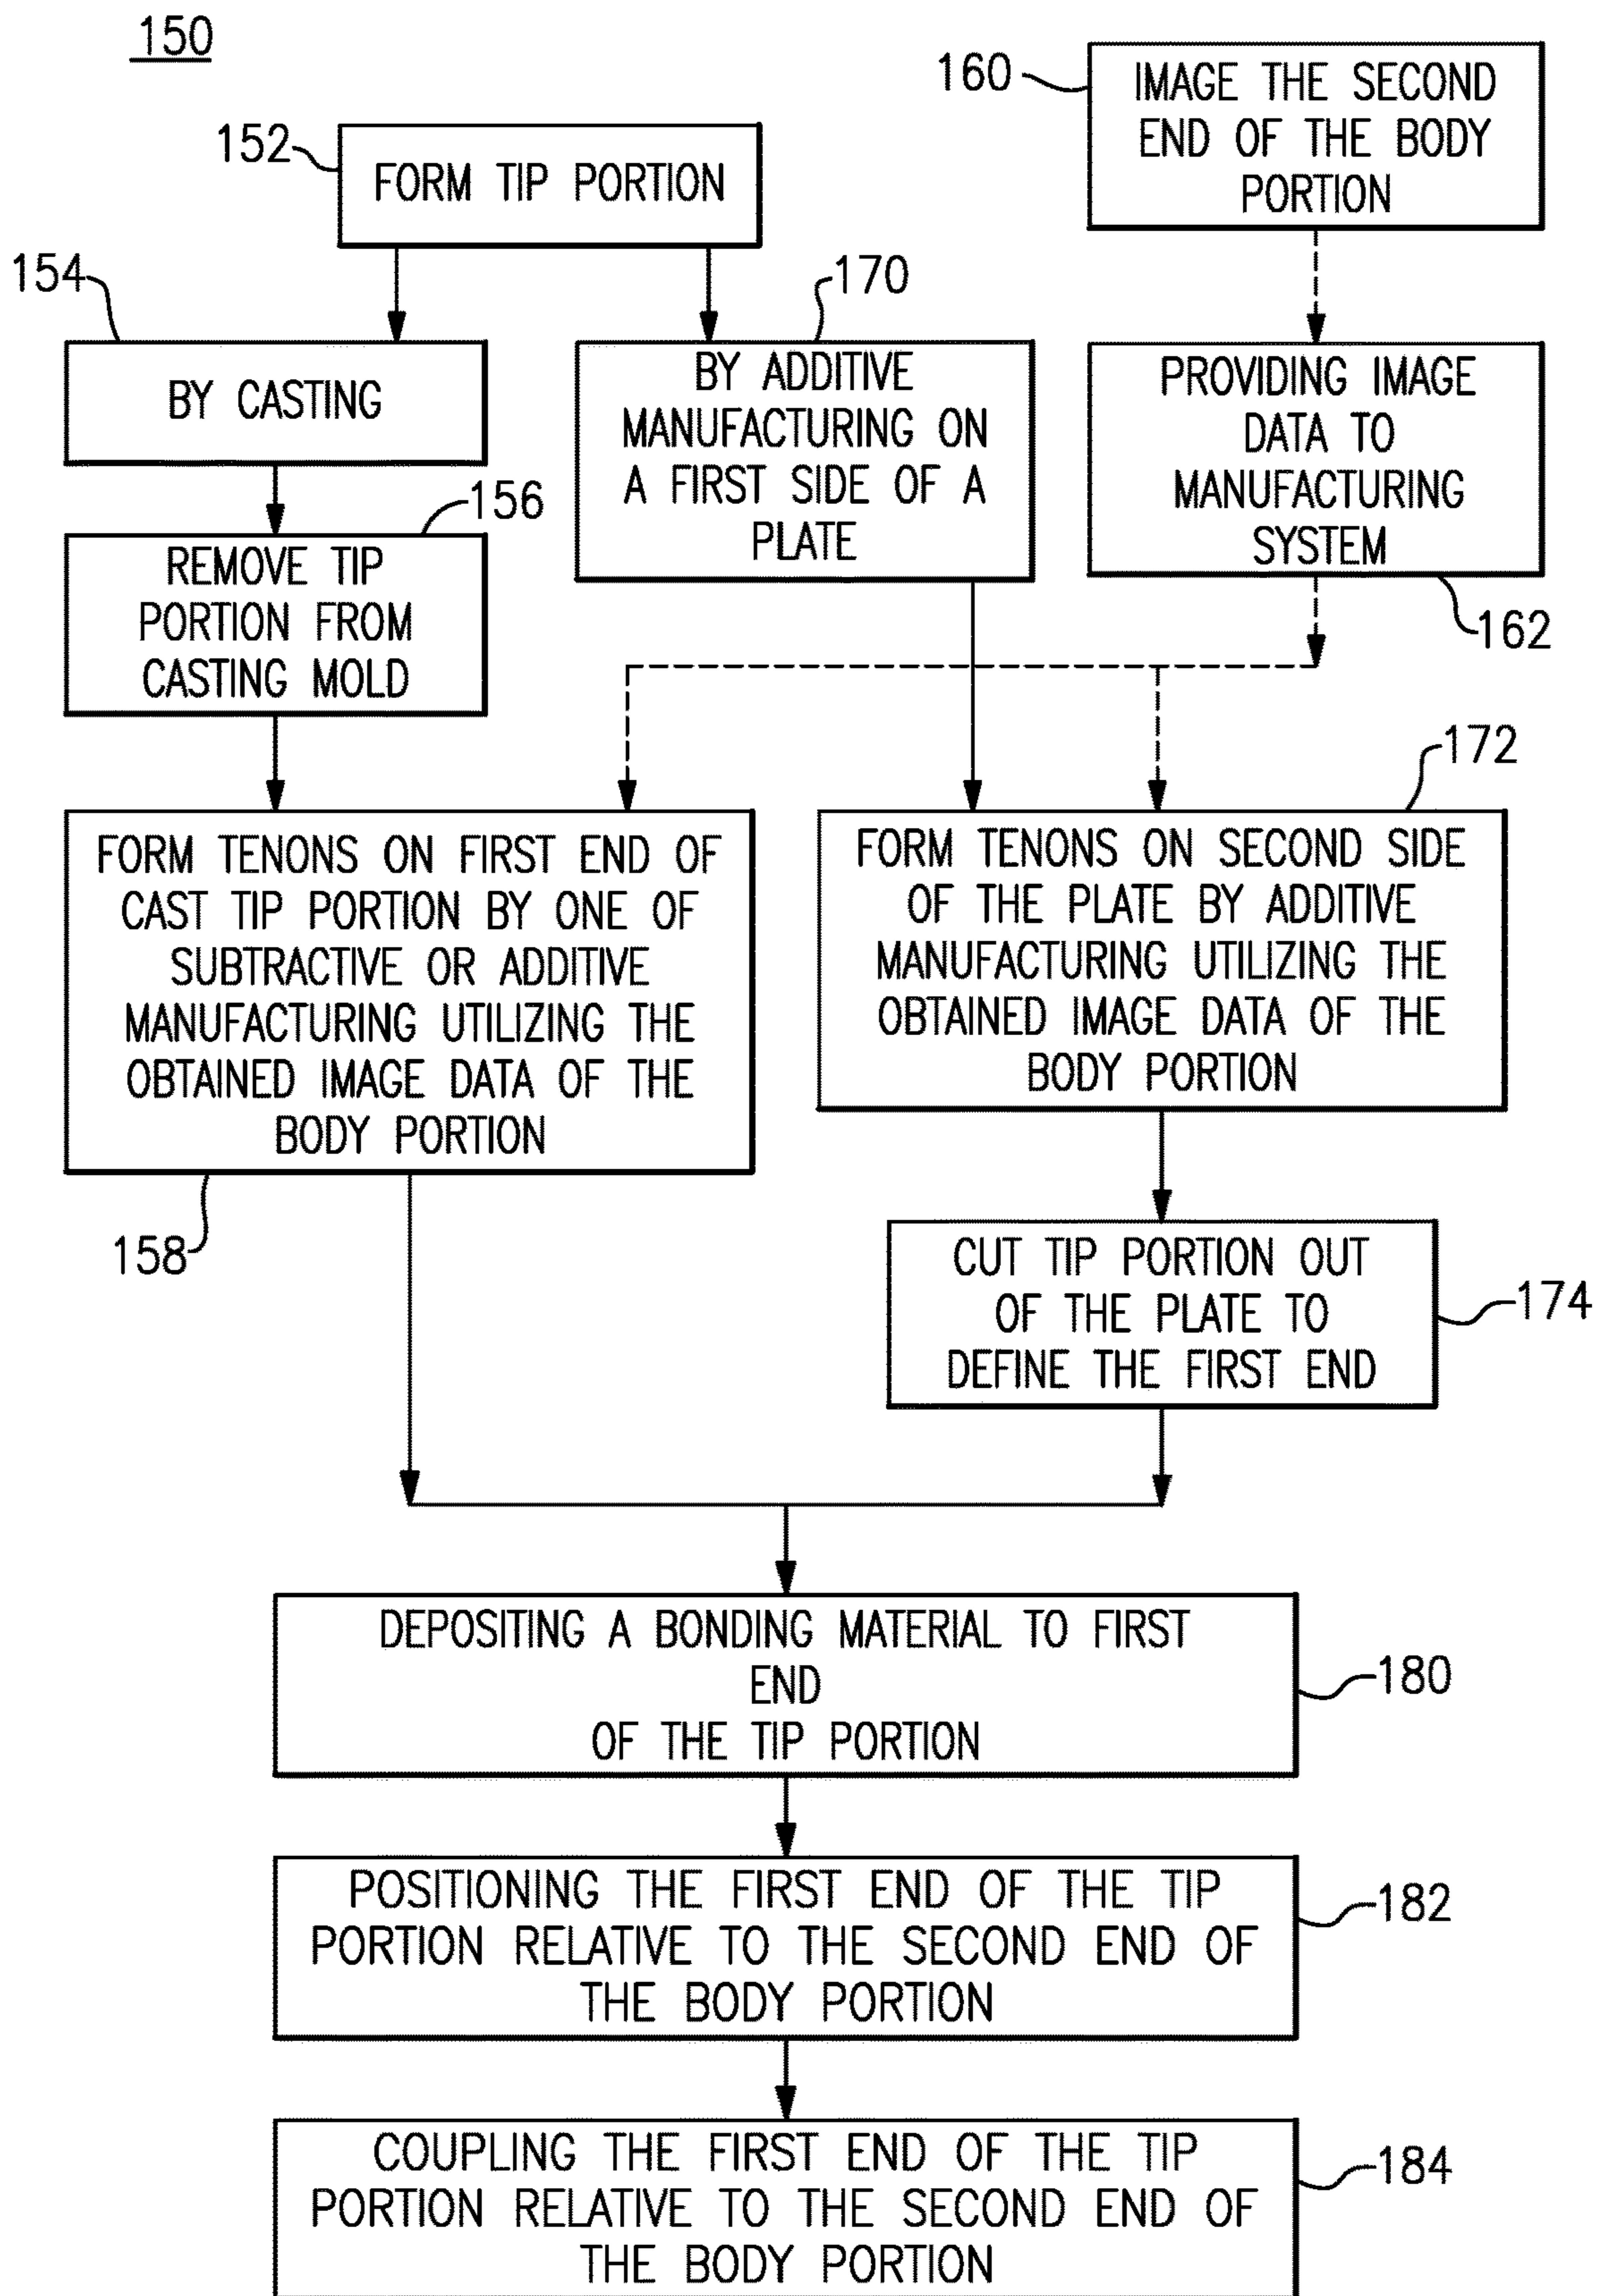 150
160
IMAGE THE SECOND
END OF THE BODY
PORTION
152
FORM TIP PORTION
154
BY CASTING
170
BY ADDITIVE
MANUFACTURING ON
A FIRST SIDE OF A
PLATE
PROVIDING IMAGE
DATA TO
MANUFACTURING
SYSTEM
162
156
REMOVE TIP
PORTION FROM
CASTING MOLD
172
FORM TENONS ON FIRST END OF
CAST TIP PORTION BY ONE OF
SUBTRACTIVE OR ADDITIVE
MANUFACTURING UTILIZING THE
OBTAINED IMAGE DATA OF THE
BODY PORTION
158
FORM TENONS ON SECOND SIDE
OF THE PLATE BY ADDITIVE
MANUFACTURING UTILIZING THE
OBTAINED IMAGE DATA OF THE
BODY PORTION
CUT TIP PORTION OUT
OF THE PLATE TO
DEFINE THE FIRST END
174
DEPOSITING A BONDING MATERIAL TO FIRST
END
OF THE TIP PORTION
180
POSITIONING THE FIRST END OF THE TIP
PORTION RELATIVE TO THE SECOND END OF
THE BODY PORTION
182
COUPLING THE FIRST END OF THE TIP
PORTION RELATIVE TO THE SECOND END OF
THE BODY PORTION
184